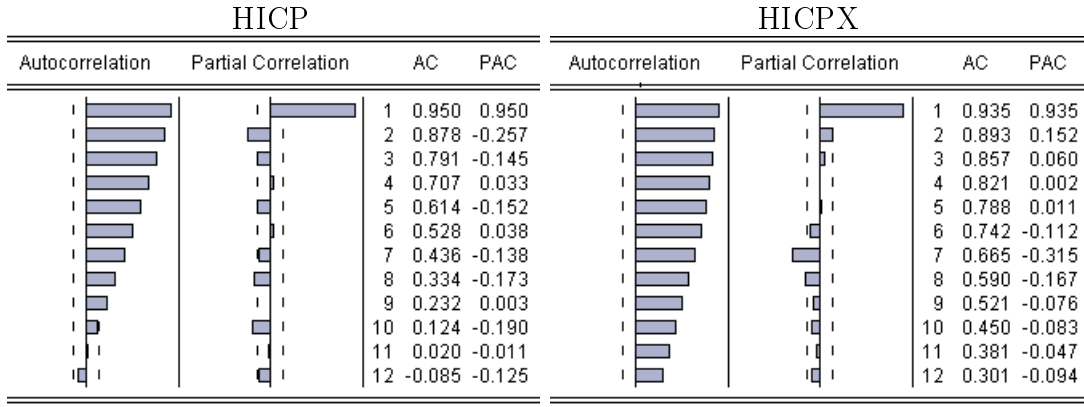 HICP
Autocorrelation Partial Correlation AC PAC
1 0.950 0.950
2 0.878 -0.257
3 0.791 -0.145
4 0.707 0.033
5 0.614 -0.152
6 0.528 0.038
7 0.436 -0.138
8 0.334 -0.173
9 0.232 0.003
10 0.124 -0.190
11 0.020 -0.011
12 -0.085 -0.125
HICPX
Autocorrelation Partial Correlation AC PAC
1 0.935 0.935
2 0.893 0.152
3 0.857 0.060
4 0.821 0.002
5 0.788 0.011
6 0.742 -0.112
7 0.665 -0.315
8 0.590 -0.167
9 0.521 -0.076
10 0.450 -0.083
11 0.381 -0.047
12 0.301 -0.094